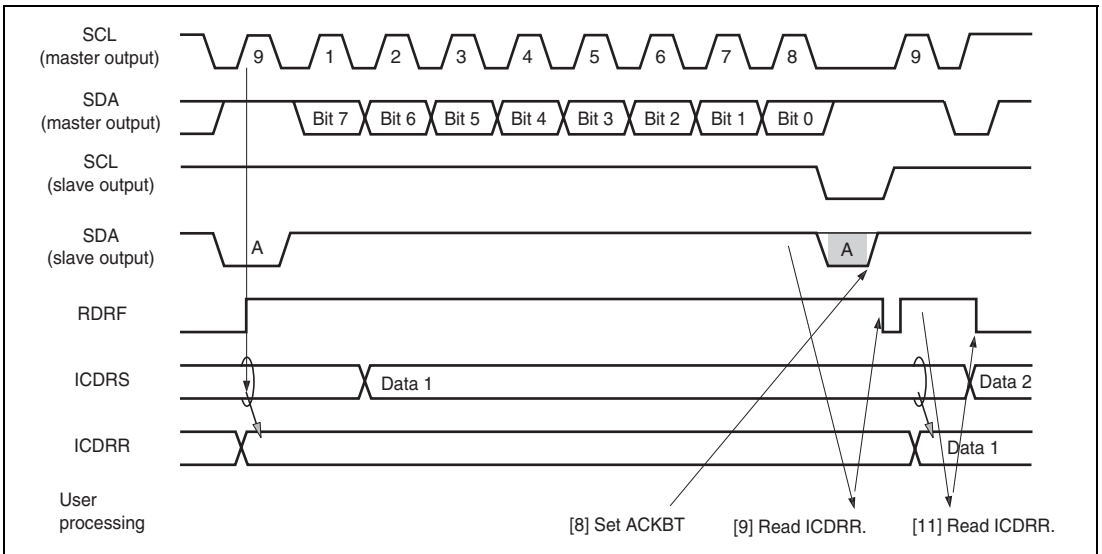 SCL
(master output)
9 1 2 3 4 5 6 7 8 9
SDA
(master output)
Bit 7 Bit 6 Bit 5 Bit 4 Bit 3 Bit 2 Bit 1 Bit 0
SCL
(slave output)
SDA
(slave output)
A A
RDRF
ICDRS
Data 1 Data 2
ICDRR
Data 1
User
processing
[8] Set ACKBT [9] Read ICDRR. [11] Read ICDRR.